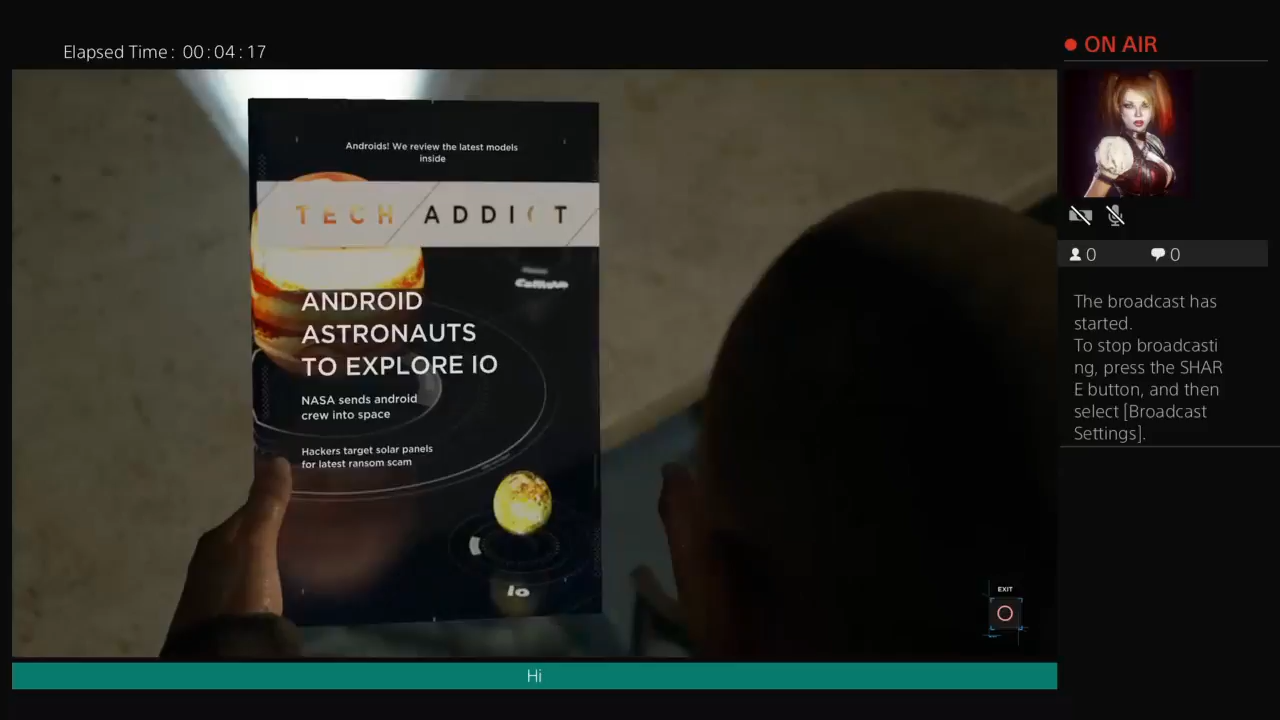 Elapsed Time: 00:04:17
ON AIR
Androids! We review the latest models
inside
TECH ADDICT
ANDROID
ASTRONAUTS
TO EXPLORE IO
NASA sends android
crew into space
Hackers target solar panels
for latest ransom scam
Io
EXIT
Hi
0
0
The broadcast has
started.
To stop broadcasti
ng, press the SHAR
E button, and then
select [Broadcast
Settings].